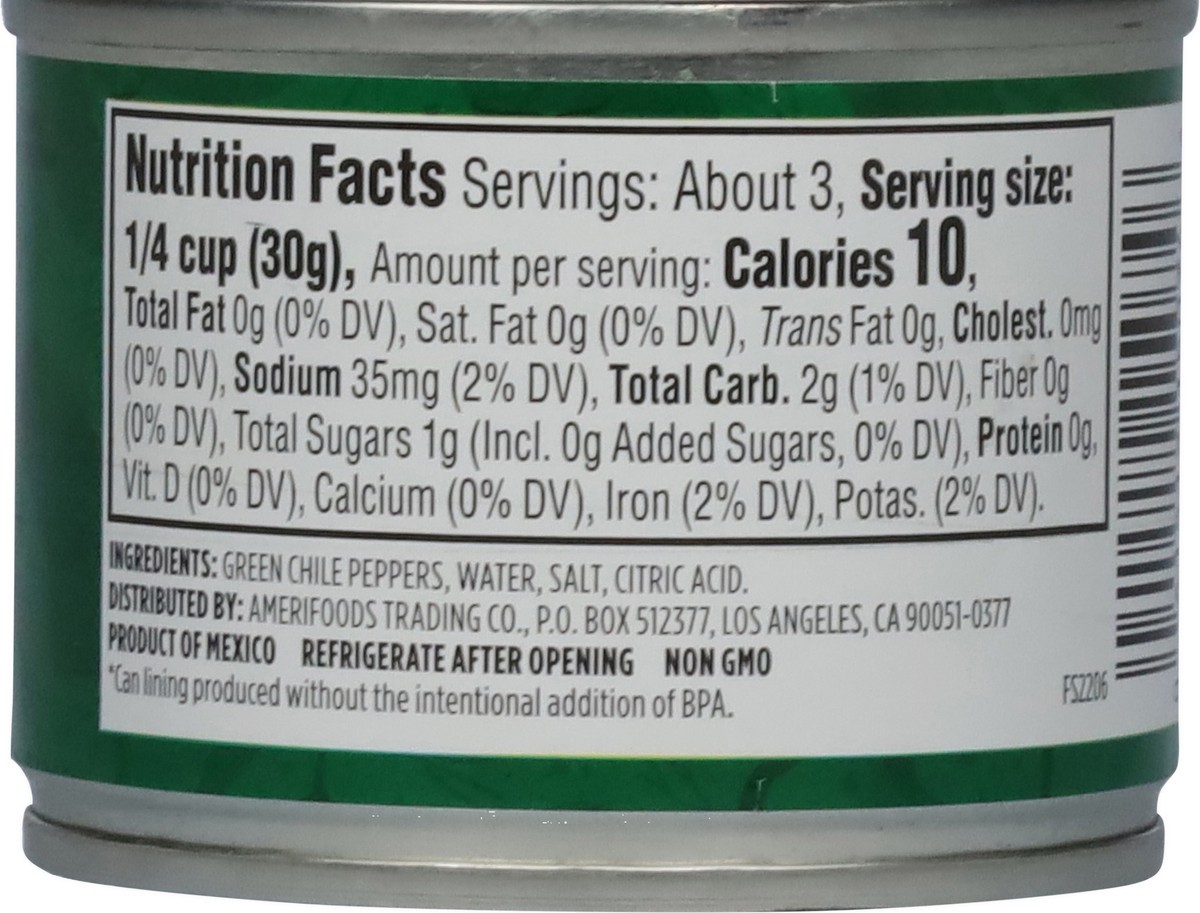 Nutrition Facts Servings: About 3, Serving size:
1/4 cup (30g), Amount per serving: Calories 10,
Total Fat 0g (0% DV), Sat. Fat 0g (0% DV), Trans Fat 0g, Cholest. 0mg
(0% DV), Sodium 35mg (2% DV), Total Carb. 2g (1% DV), Fiber 0g
(0% DV), Total Sugars 1g (Incl. 0g Added Sugars, 0% DV), Protein 0g,
Vit. D (0% DV), Calcium (0% DV), Iron (2% DV), Potas. (2% DV).
INGREDIENTS: GREEN CHILE PEPPERS, WATER, SALT, CITRIC ACID.
DISTRIBUTED BY: AMERIFOODS TRADING CO., P.O. BOX 512377, LOS ANGELES, CA 90051-0377
PRODUCT OF MEXICO REFRIGERATE AFTER OPENING NON GMO
*Can lining produced without the intentional addition of BPA.
FS2206